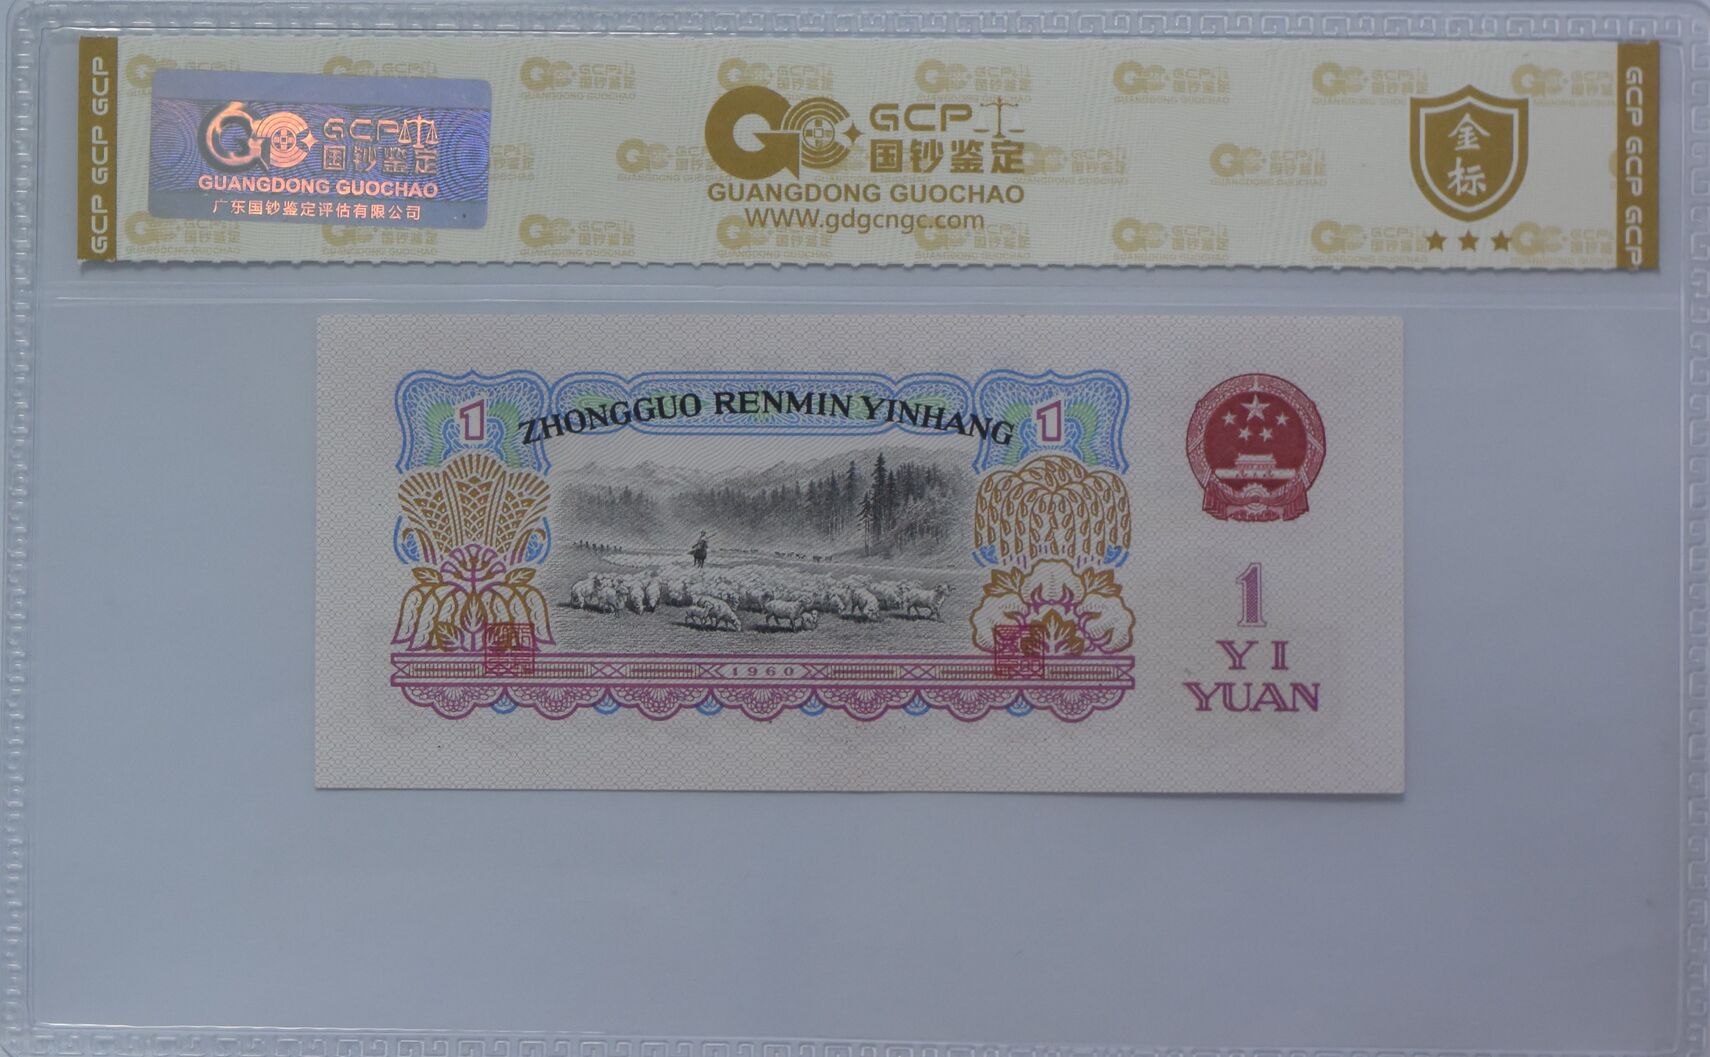 GCP GCP GCP GCP
GCP
国钞鉴定
GUANGDONG GUOCHAO
广东国钞鉴定评估有限公司
GCP
国钞鉴定
GUANGDONG GUOCHAO
WWW.gdgcngc.com
金
标
GCP GCP GCP GCP
1
ZHONGGUO RENMIN YINHANG
1
1960
1
YI
YUAN